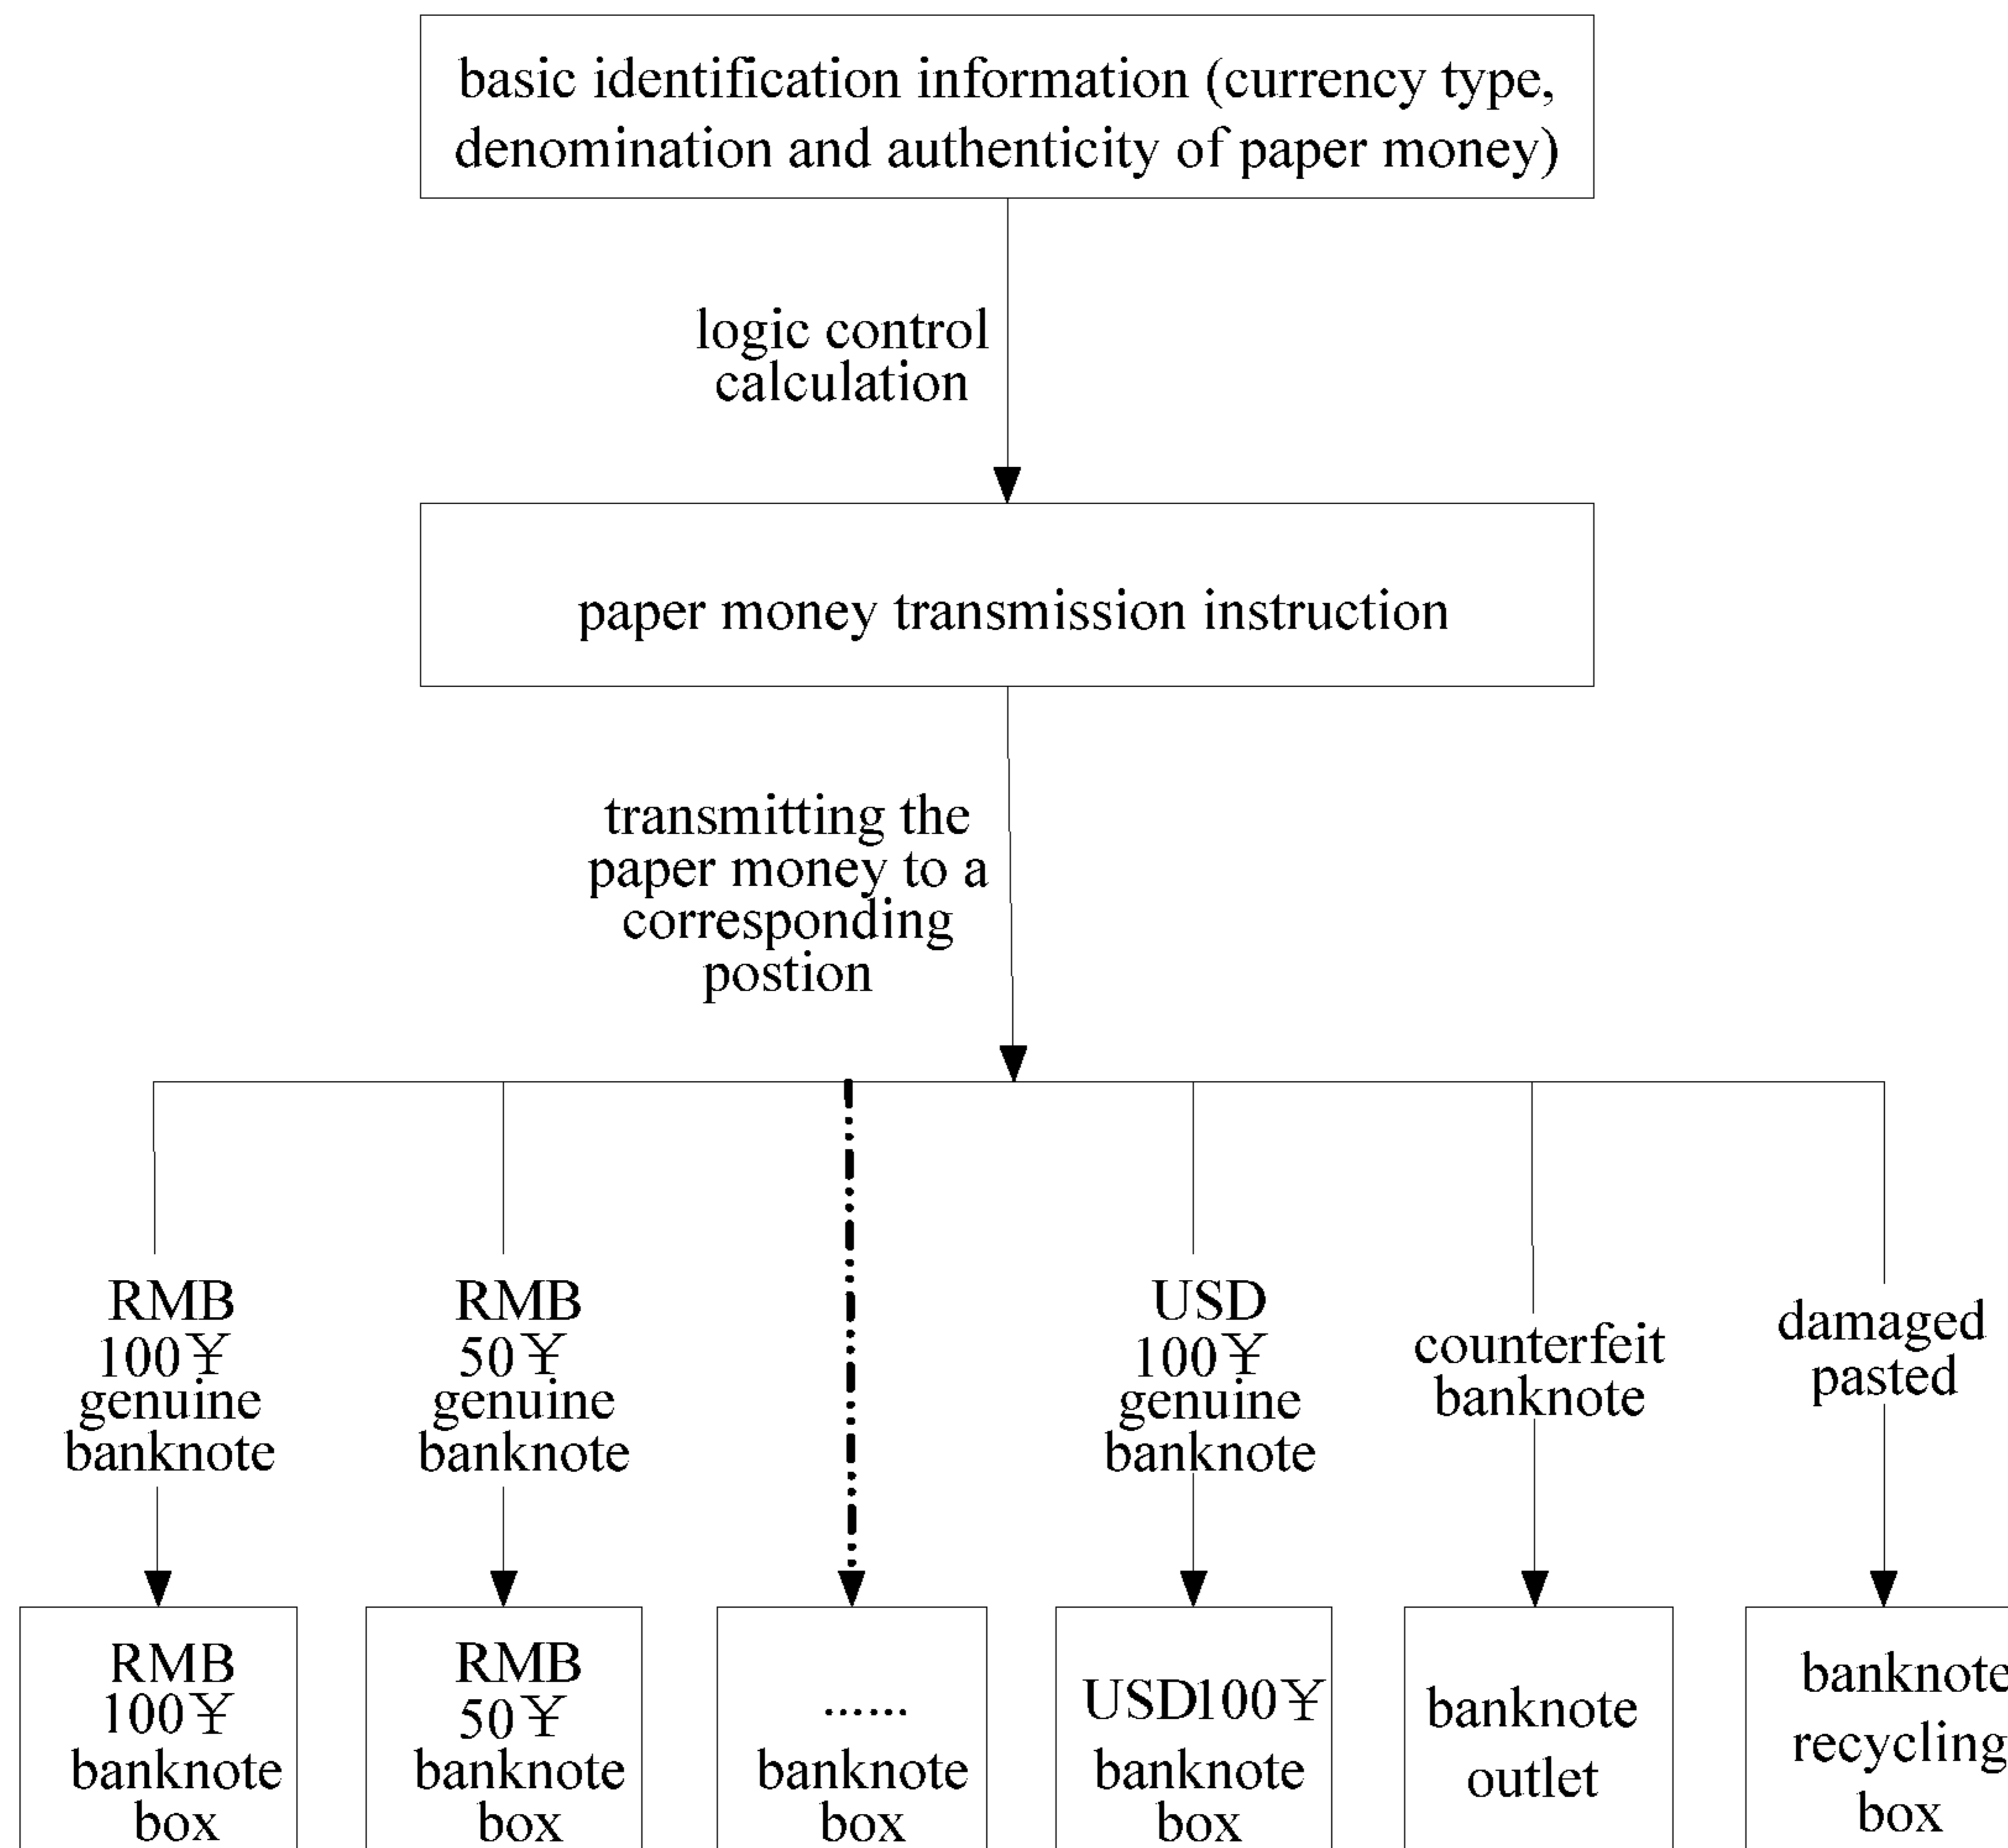 basic identification information (currency type,
denomination and authenticity of paper money)
logic control
calculation
paper money transmission instruction
transmitting the
paper money to a
corresponding
postion
RMB
100¥
genuine
banknote
RMB
50¥
genuine
banknote
USD
100¥
genuine
banknote
counterfeit
banknote
damaged
pasted
RMB
100¥
banknote
box
RMB
50¥
banknote
box
......
banknote
box
USD100¥
banknote
box
banknote
outlet
banknote
recycling
box